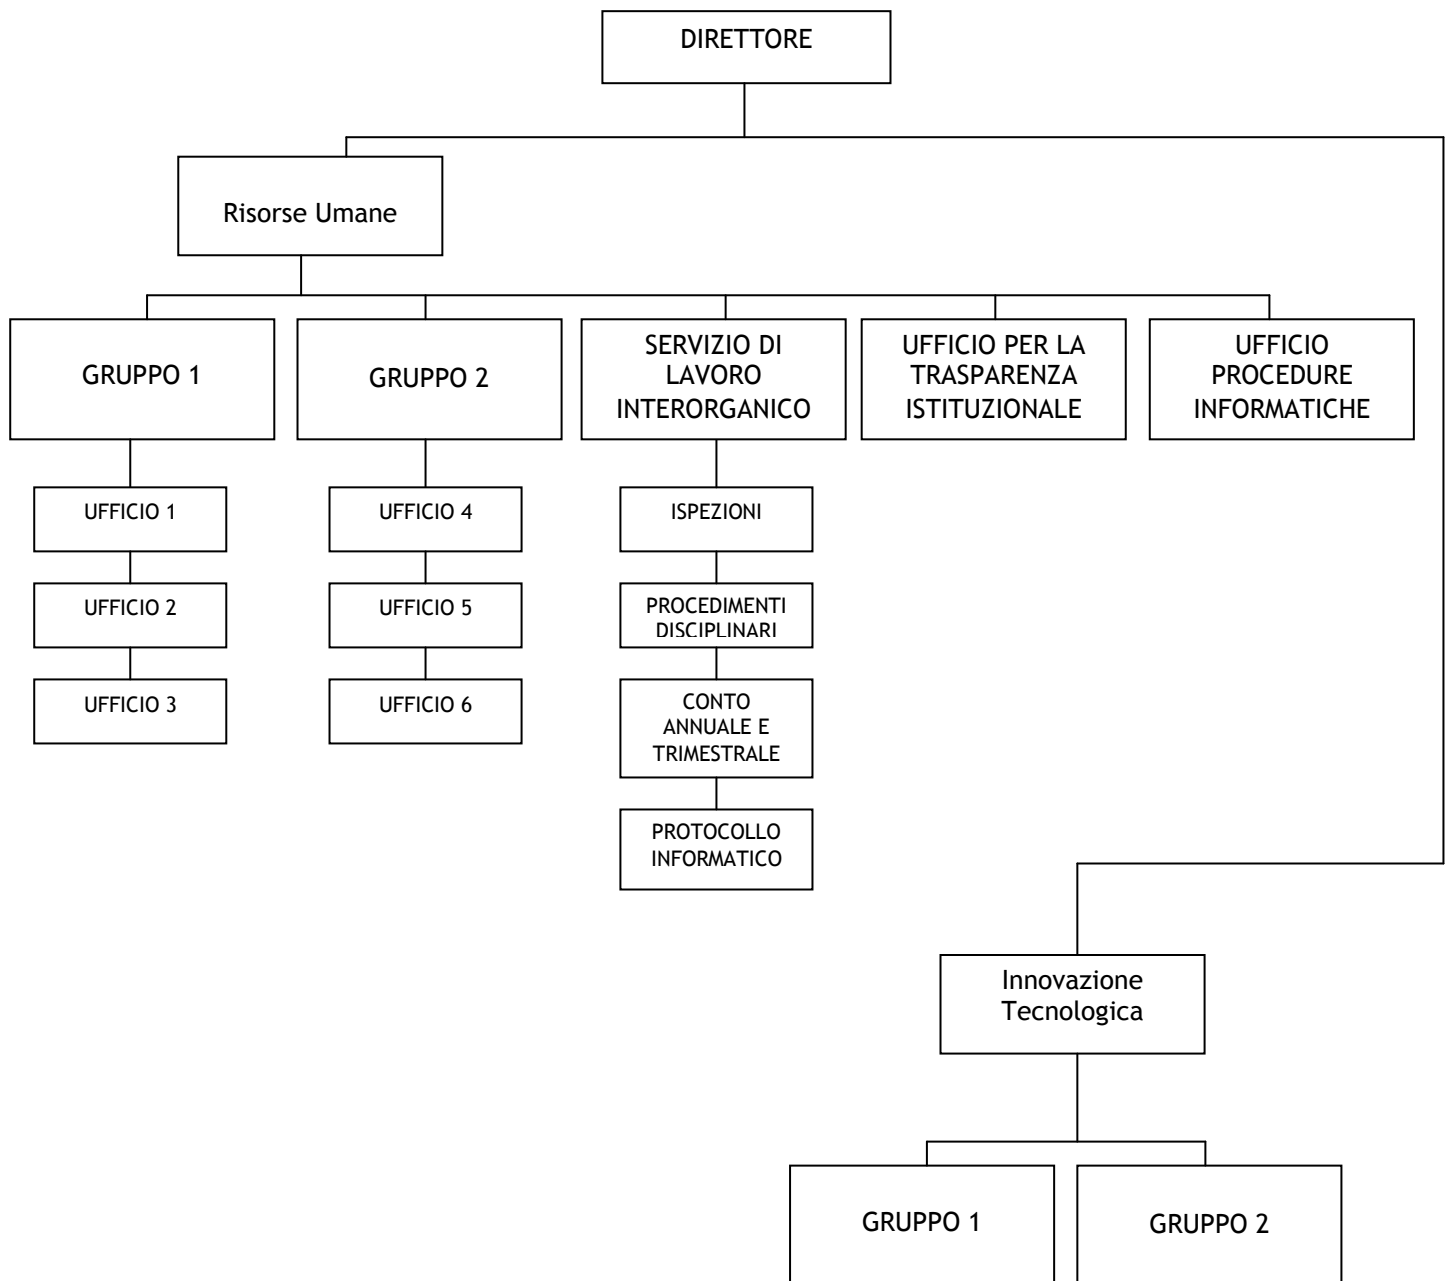 DIRETTORE
Risorse Umane
GRUPPO 1
GRUPPO 2
SERVIZIO DI
LAVORO
INTERORGANICO
UFFICIO PER LA
TRASPARENZA
ISTITUZIONALE
UFFICIO
PROCEDURE
INFORMATICHE
UFFICIO 1
UFFICIO 2
UFFICIO 3
UFFICIO 4
UFFICIO 5
UFFICIO 6
ISPEZIONI
PROCEDIMENTI
DISCIPLINARI
CONTO
ANNUALE E
TRIMESTRALE
PROTOCOLLO
INFORMATICO
Innovazione
Tecnologica
GRUPPO 1
GRUPPO 2